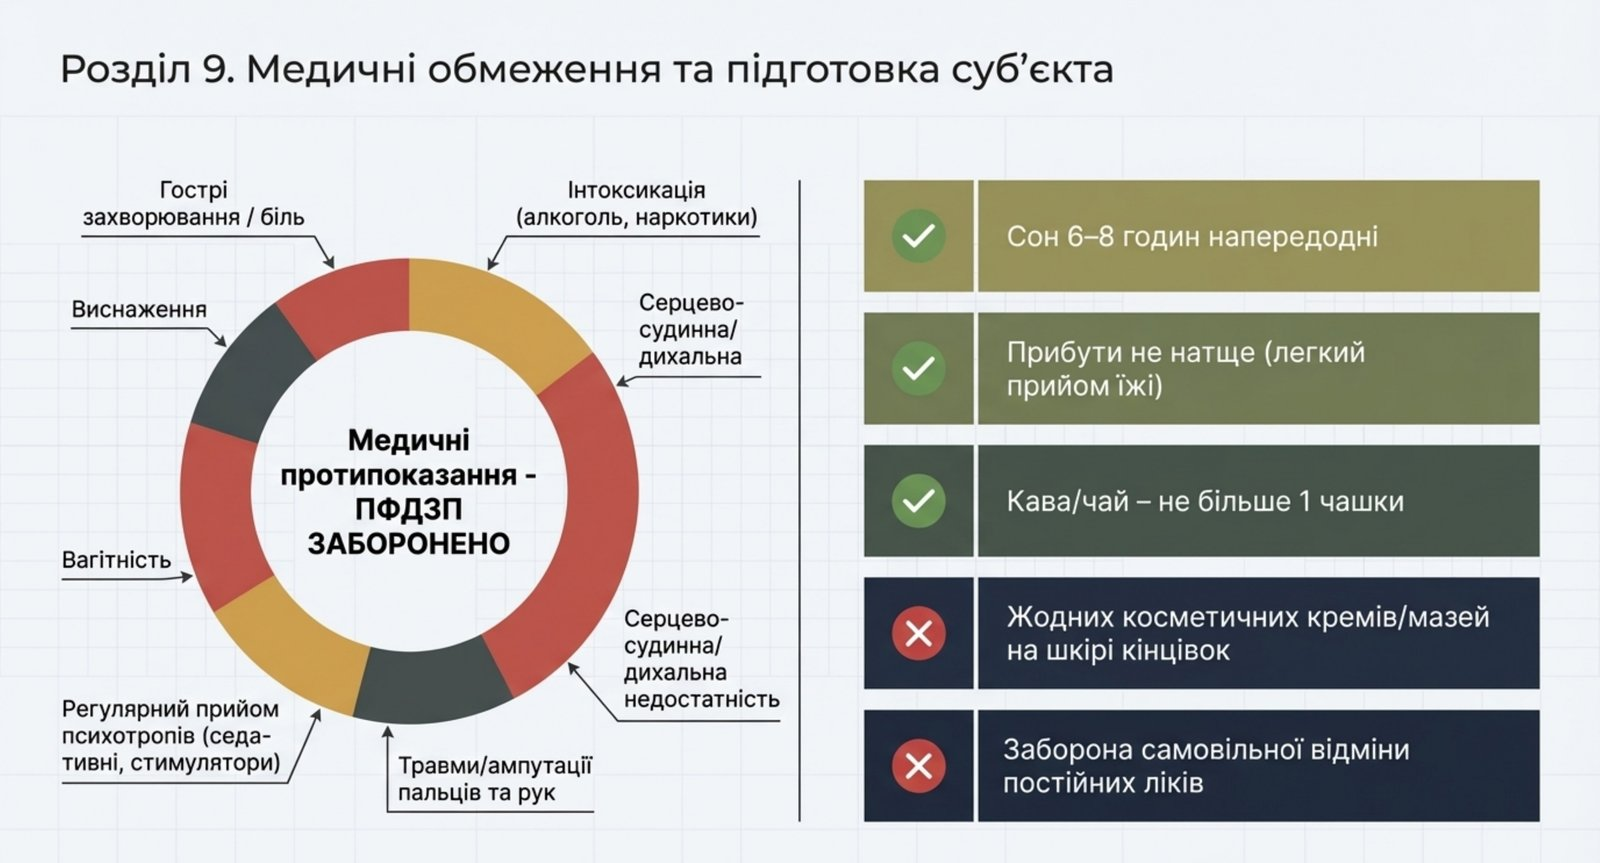 Розділ 9. Медичні обмеження та підготовка суб’єкта
Гострі
захворювання / біль
Інтоксикація
(алкоголь, наркотики)
Виснаження
Серцево-
судинна/
дихальна
Медичні
протипоказання -
ПФДЗП
ЗАБОРОНЕНО
Вагітність
Серцево-
судинна/
дихальна
недостатність
Регулярний прийом
психотропів (седа-
тивні, стимулятори)
Травми/ампутації
пальців та рук
Сон 6–8 годин напередодні
Прибути не натще (легкий
прийом їжі)
Кава/чай – не більше 1 чашки
Жодних косметичних кремів/мазей
на шкірі кінцівок
Заборона самовільної відміни
постійних ліків